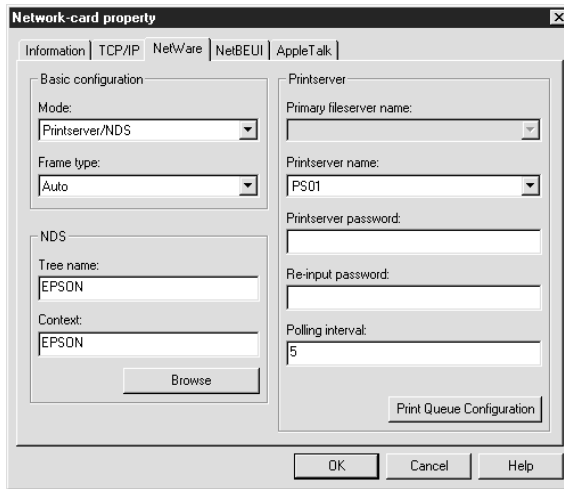 Network-card property
Information
TCP/IP
NetWare
NetBEUI
AppleTalk
Basic configuration
Mode:
Printserver/NDS
Frame type:
Auto
NDS
Tree name:
EPSON
Context:
EPSON
Browse
Printserver
Primary fileserver name:
Printserver name:
PS01
Printserver password:
Re-input password:
Polling interval:
5
Print Queue Configuration
OK
Cancel
Help